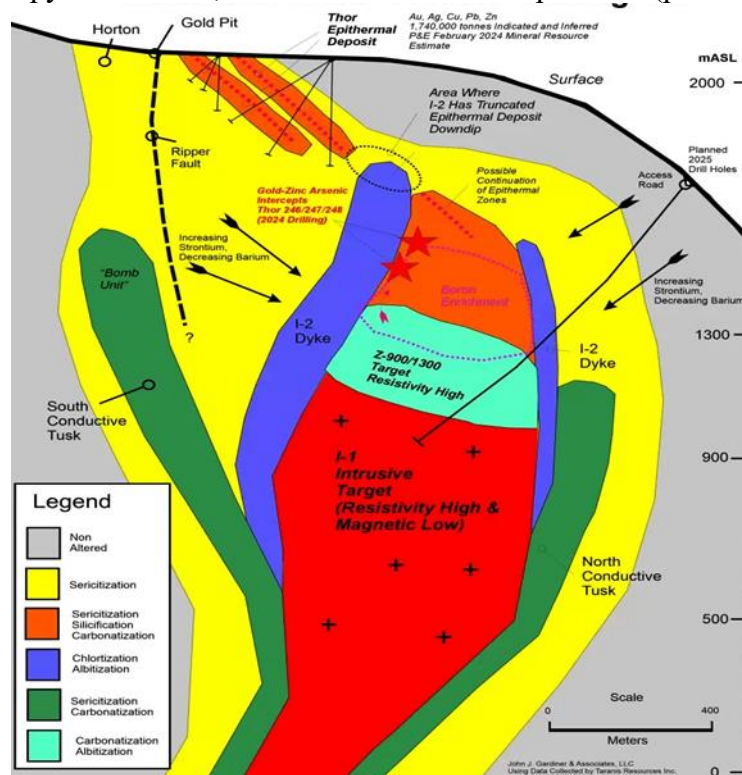 Horton
Gold Pit
Thor
Epithermal
Deposit
Au, Ag, Cu, Pb, Zn
1,740,000 tonnes Indicated and Inferred
P&E February 2024 Mineral Resource
Estimate
mASL
2000
Surface
Area Where
I-2 Has Truncated
Epithermal Deposit
Downdip
Ripper
Fault
Planned
2025
Drill Holes
Access
Road
Possible
Continuation
of Epithermal
Zones
Gold-Zinc Arsenic
Intercepts
Thor 246/247/248
(2024 Drilling)
Increasing
Strontium,
Decreasing Barium
"Bomb
Unit"
Boron
Enrichment
Increasing
Strontium,
Decreasing Barium
?
I-2
Dyke
1300
I-2
Dyke
Z-900/1300
Target
Resistivity High
South
Conductive
Tusk
900
I-1
Intrusive
Target
(Resistivity High &
Magnetic Low)
North
Conductive
Tusk
500
Legend
Non
Altered
Sericitization
Sericitization
Silicification
Carbonatization
Chlortization
Albitization
Sericitization
Carbonatization
Carbonatization
Albitization
Scale
0
400
Meters
John J. Gardiner & Associates, LLC
Using Data Collected by Taranis Resources Inc.
0